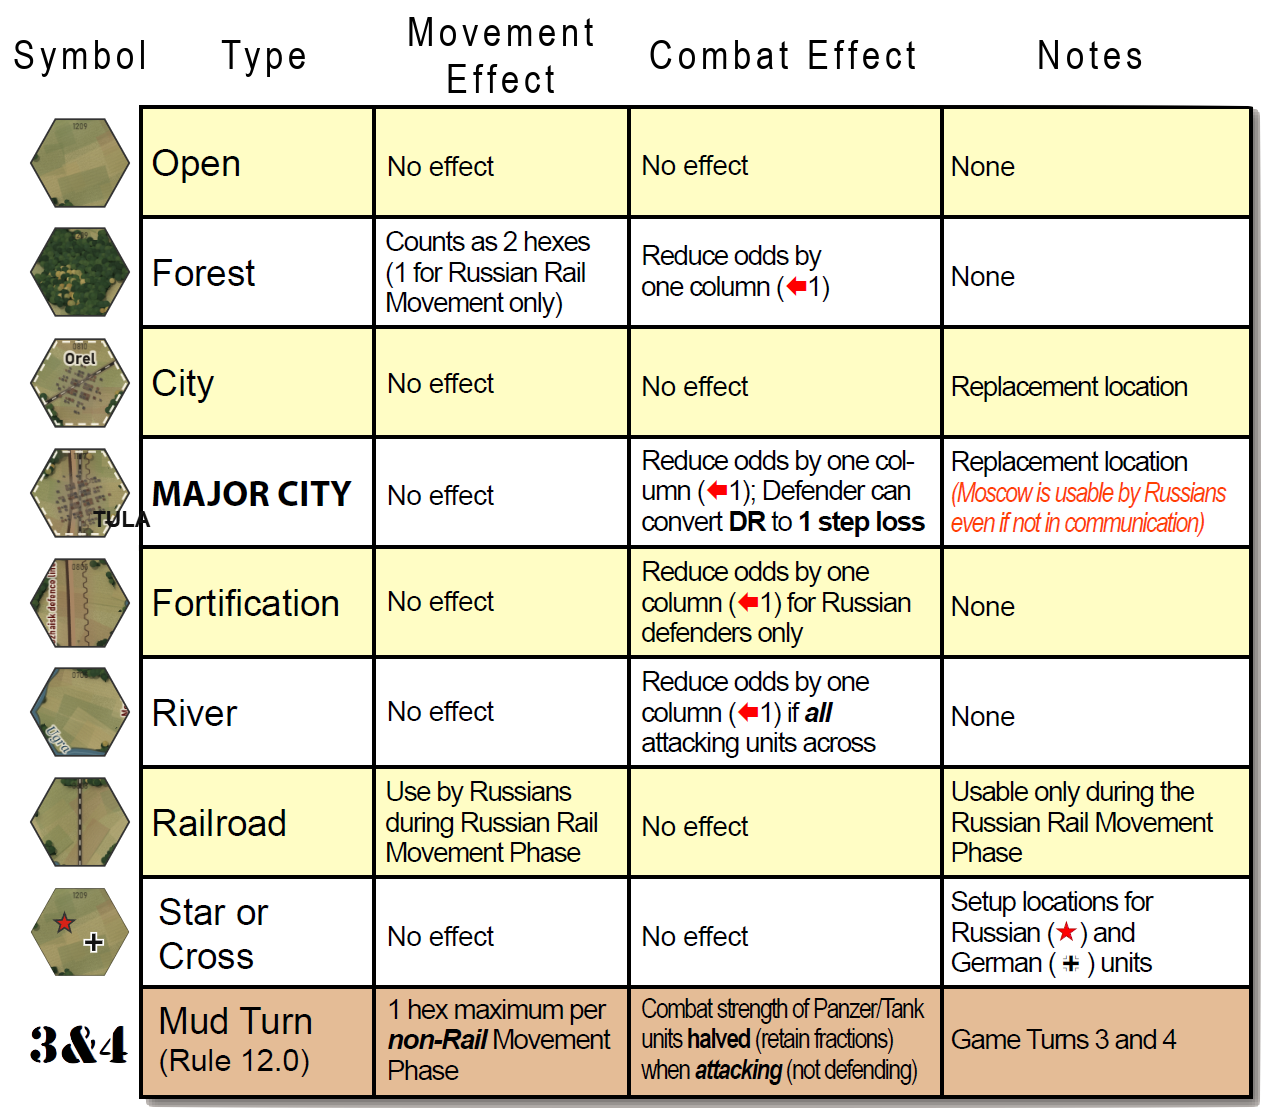 Symbol
Type
Movement
Effect
Combat Effect
Notes
1209
Open
No effect
No effect
None
Forest
Counts as 2 hexes
(1 for Russian Rail
Movement only)
Reduce odds by
one column (1)
None
Orel
City
No effect
No effect
Replacement location
TULA
MAJOR CITY
No effect
Reduce odds by one col-
umn (1); Defender can
convert DR to 1 step loss
Replacement location
(Moscow is usable by Russians
even if not in communication)
zhaisk defence lin
Fortification
No effect
Reduce odds by one
column (1) for Russian
defenders only
None
Ugra
River
No effect
Reduce odds by one
column (1) if all
attacking units across
None
Railroad
Use by Russians
during Russian Rail
Movement Phase
No effect
Usable only during the
Russian Rail Movement
Phase
1209
Star or
Cross
No effect
No effect
Setup locations for
Russian (★) and
German ( ) units
3&4
Mud Turn
(Rule 12.0)
1 hex maximum per
non-Rail Movement
Phase
Combat strength of Panzer/Tank
units halved (retain fractions)
when attacking (not defending)
Game Turns 3 and 4